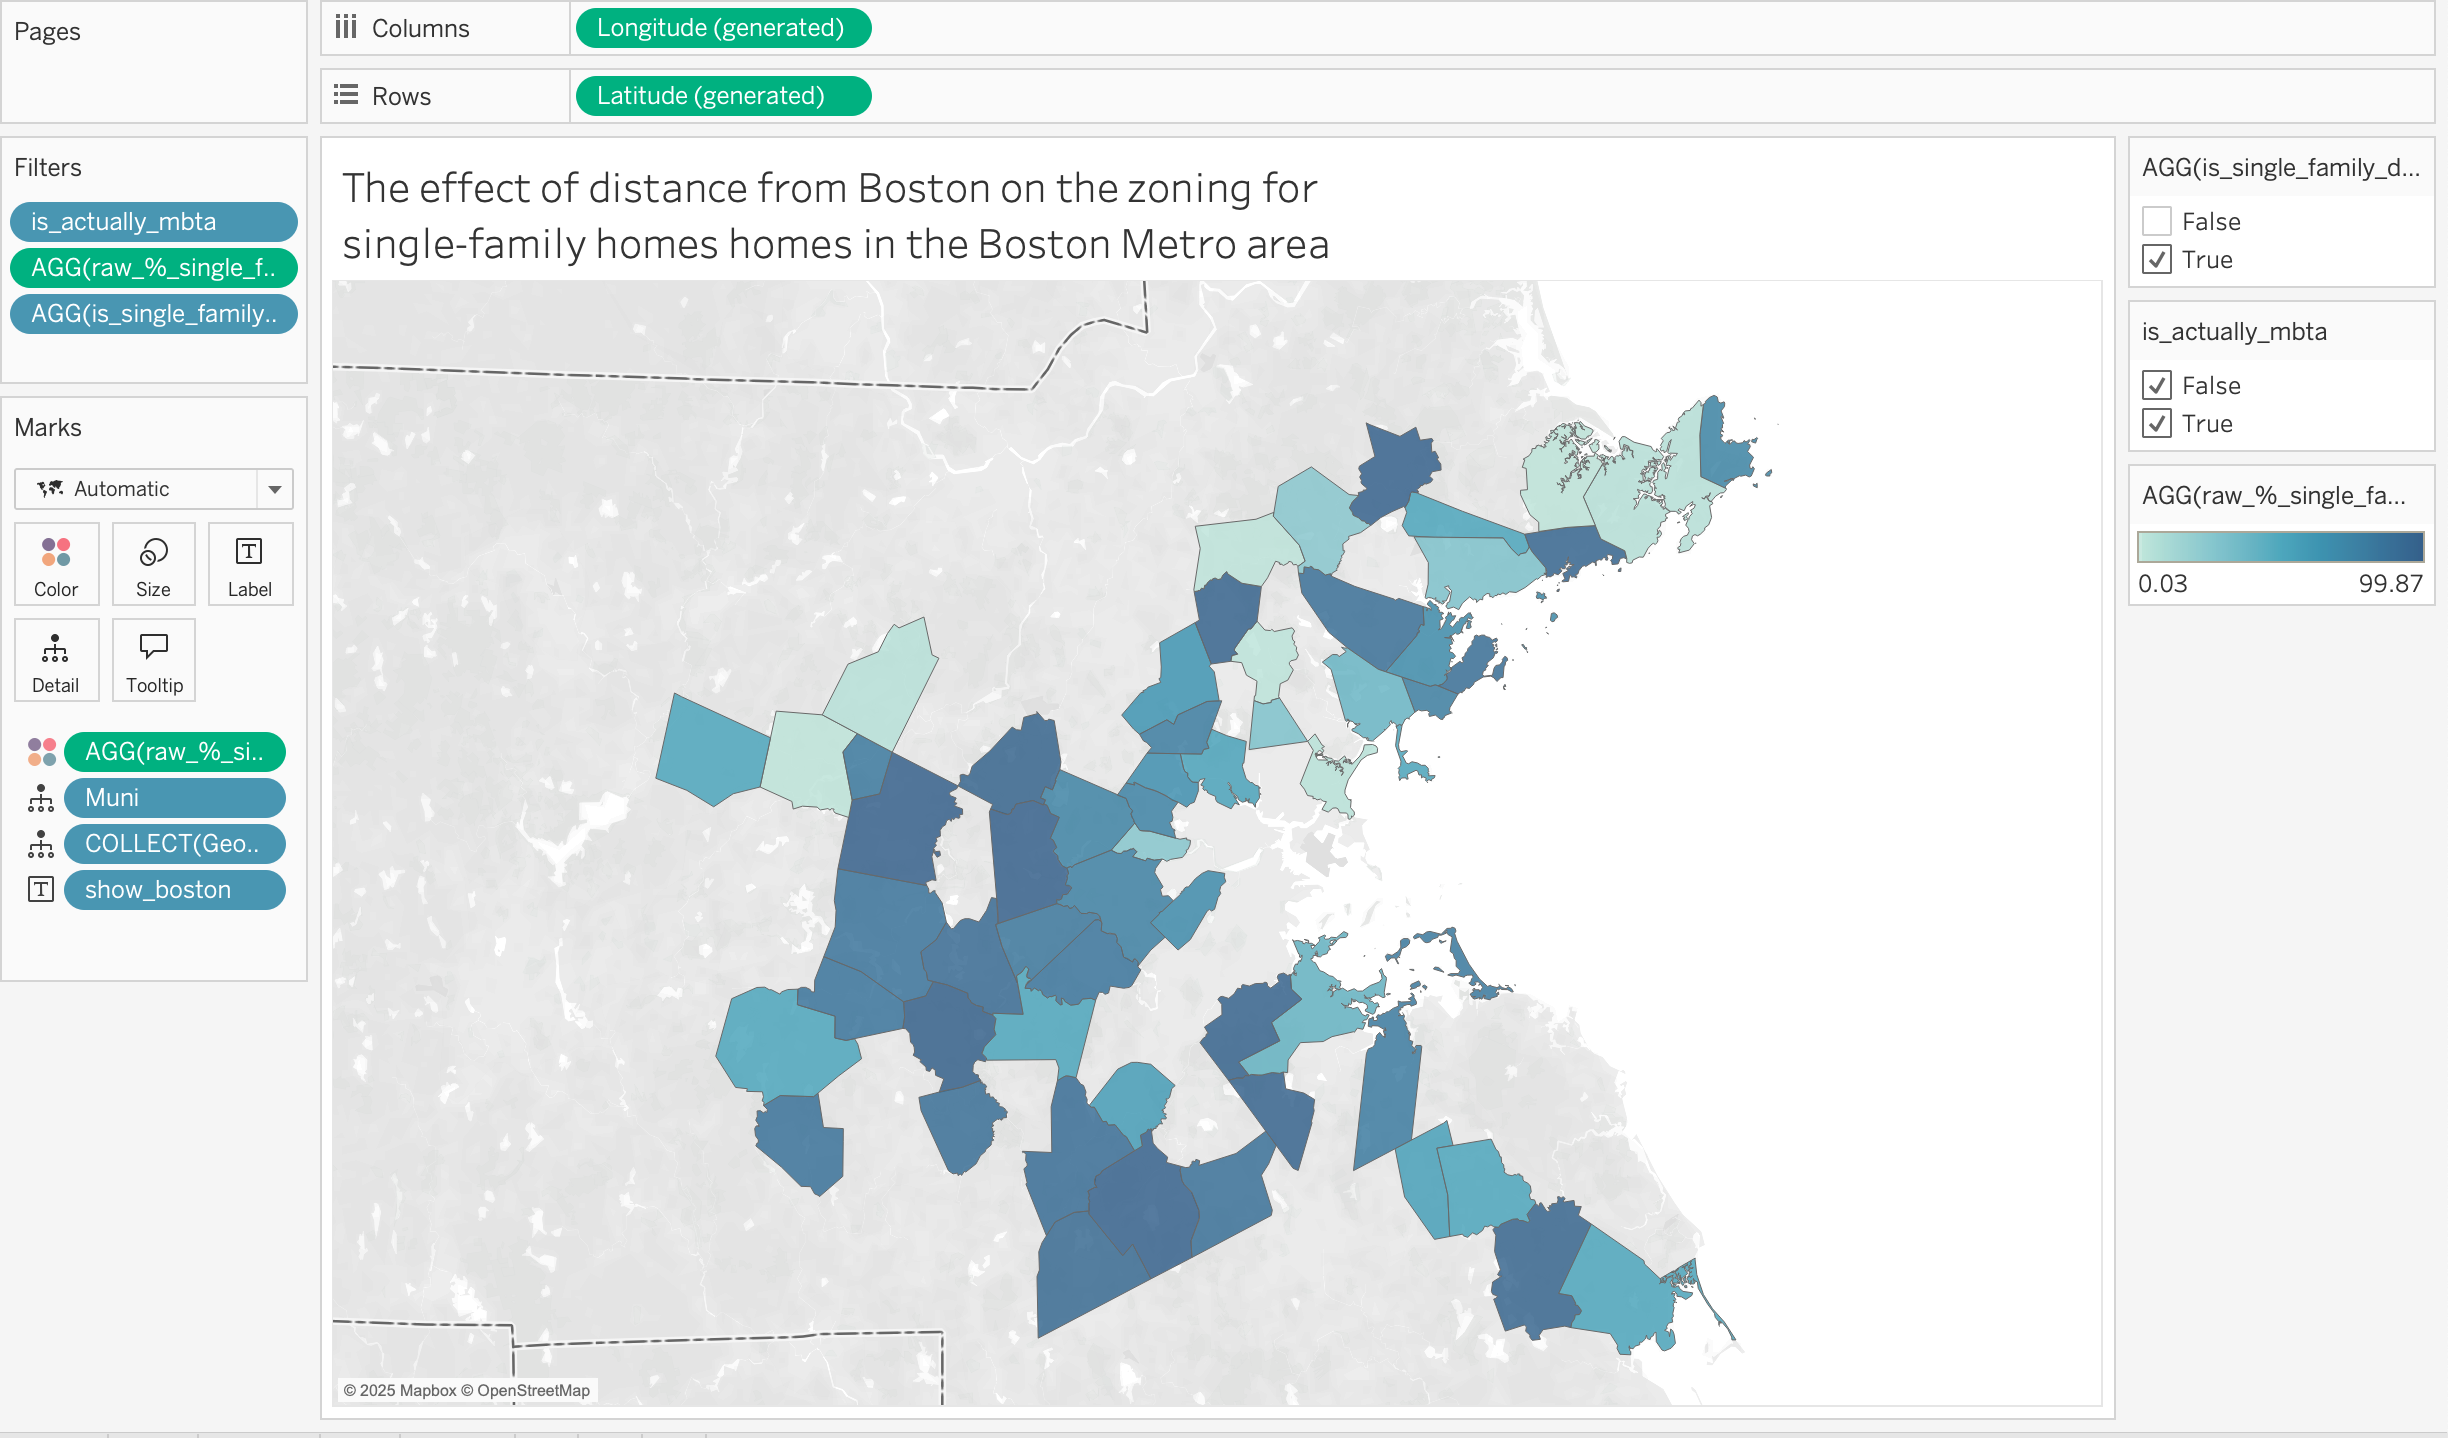 Pages
Columns
Longitude (generated)
Rows
Latitude (generated)
Filters
is_actually_mbta
AGG(raw_%_single_f..
AGG(is_single_family..
Marks
Automatic
Color
Size
Label
Detail
Tooltip
AGG(raw_%_si..
Muni
COLLECT(Geo..
show_boston
The effect of distance from Boston on the zoning for
single-family homes homes in the Boston Metro area
© 2025 Mapbox © OpenStreetMap
AGG(is_single_family_d...
False
True
is_actually_mbta
False
True
AGG(raw_%_single_fa...
0.03 99.87